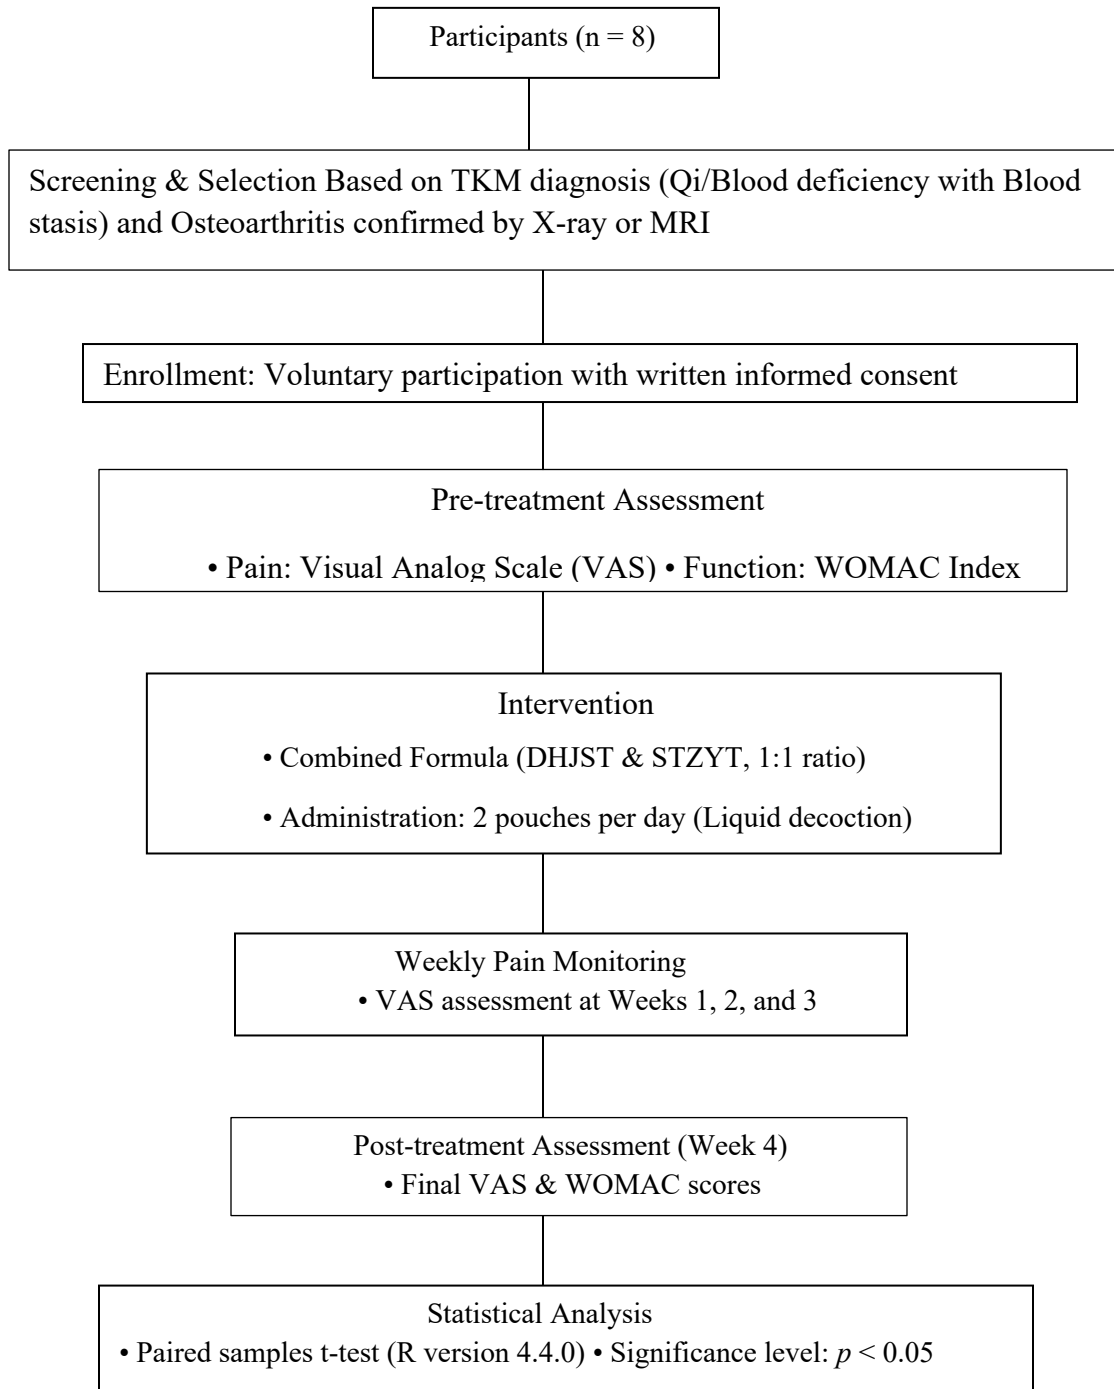 Participants (n = 8)
Screening & Selection Based on TKM diagnosis (Qi/Blood deficiency with Blood
stasis) and Osteoarthritis confirmed by X-ray or MRI
Enrollment: Voluntary participation with written informed consent
Pre-treatment Assessment
• Pain: Visual Analog Scale (VAS) • Function: WOMAC Index
Intervention
• Combined Formula (DHJST & STZYT, 1:1 ratio)
• Administration: 2 pouches per day (Liquid decoction)
Weekly Pain Monitoring
• VAS assessment at Weeks 1, 2, and 3
Post-treatment Assessment (Week 4)
• Final VAS & WOMAC scores
Statistical Analysis
• Paired samples t-test (R version 4.4.0) • Significance level: p < 0.05